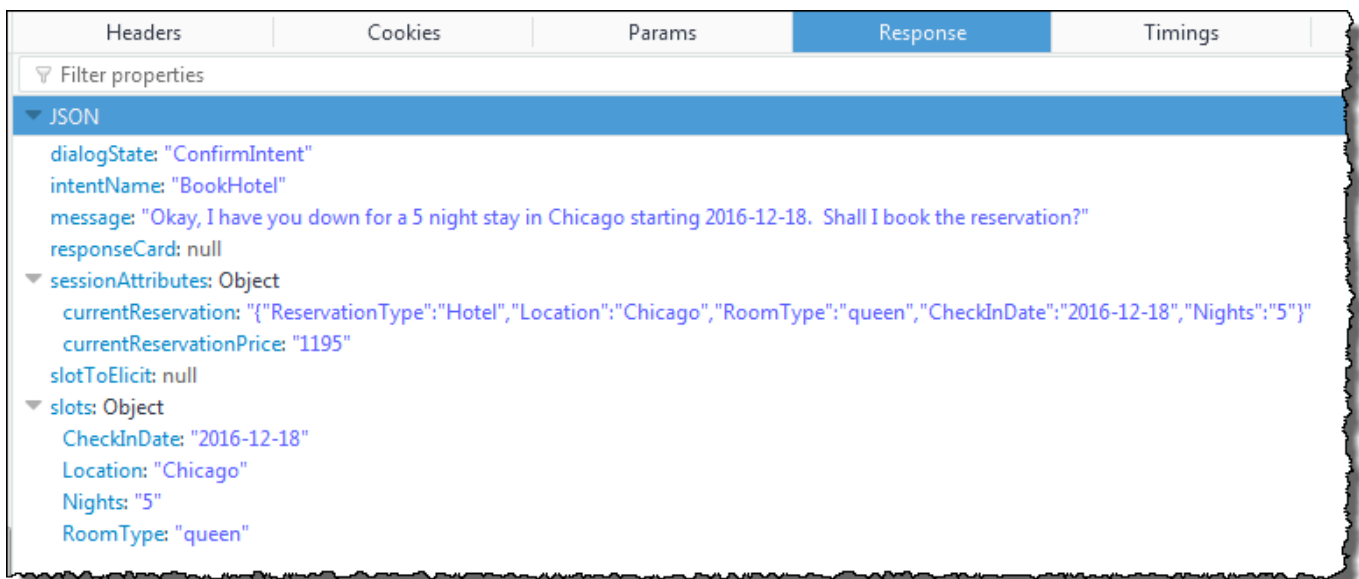 Headers Cookies Params Response Timings
Filter properties
JSON
dialogState: "ConfirmIntent"
intentName: "BookHotel"
message: "Okay, I have you down for a 5 night stay in Chicago starting 2016-12-18.  Shall I book the reservation?"
responseCard: null
sessionAttributes: Object
currentReservation: "{"ReservationType":"Hotel","Location":"Chicago","RoomType":"queen","CheckInDate":"2016-12-18","Nights":"5"}"
currentReservationPrice: "1195"
slotToElicit: null
slots: Object
CheckInDate: "2016-12-18"
Location: "Chicago"
Nights: "5"
RoomType: "queen"